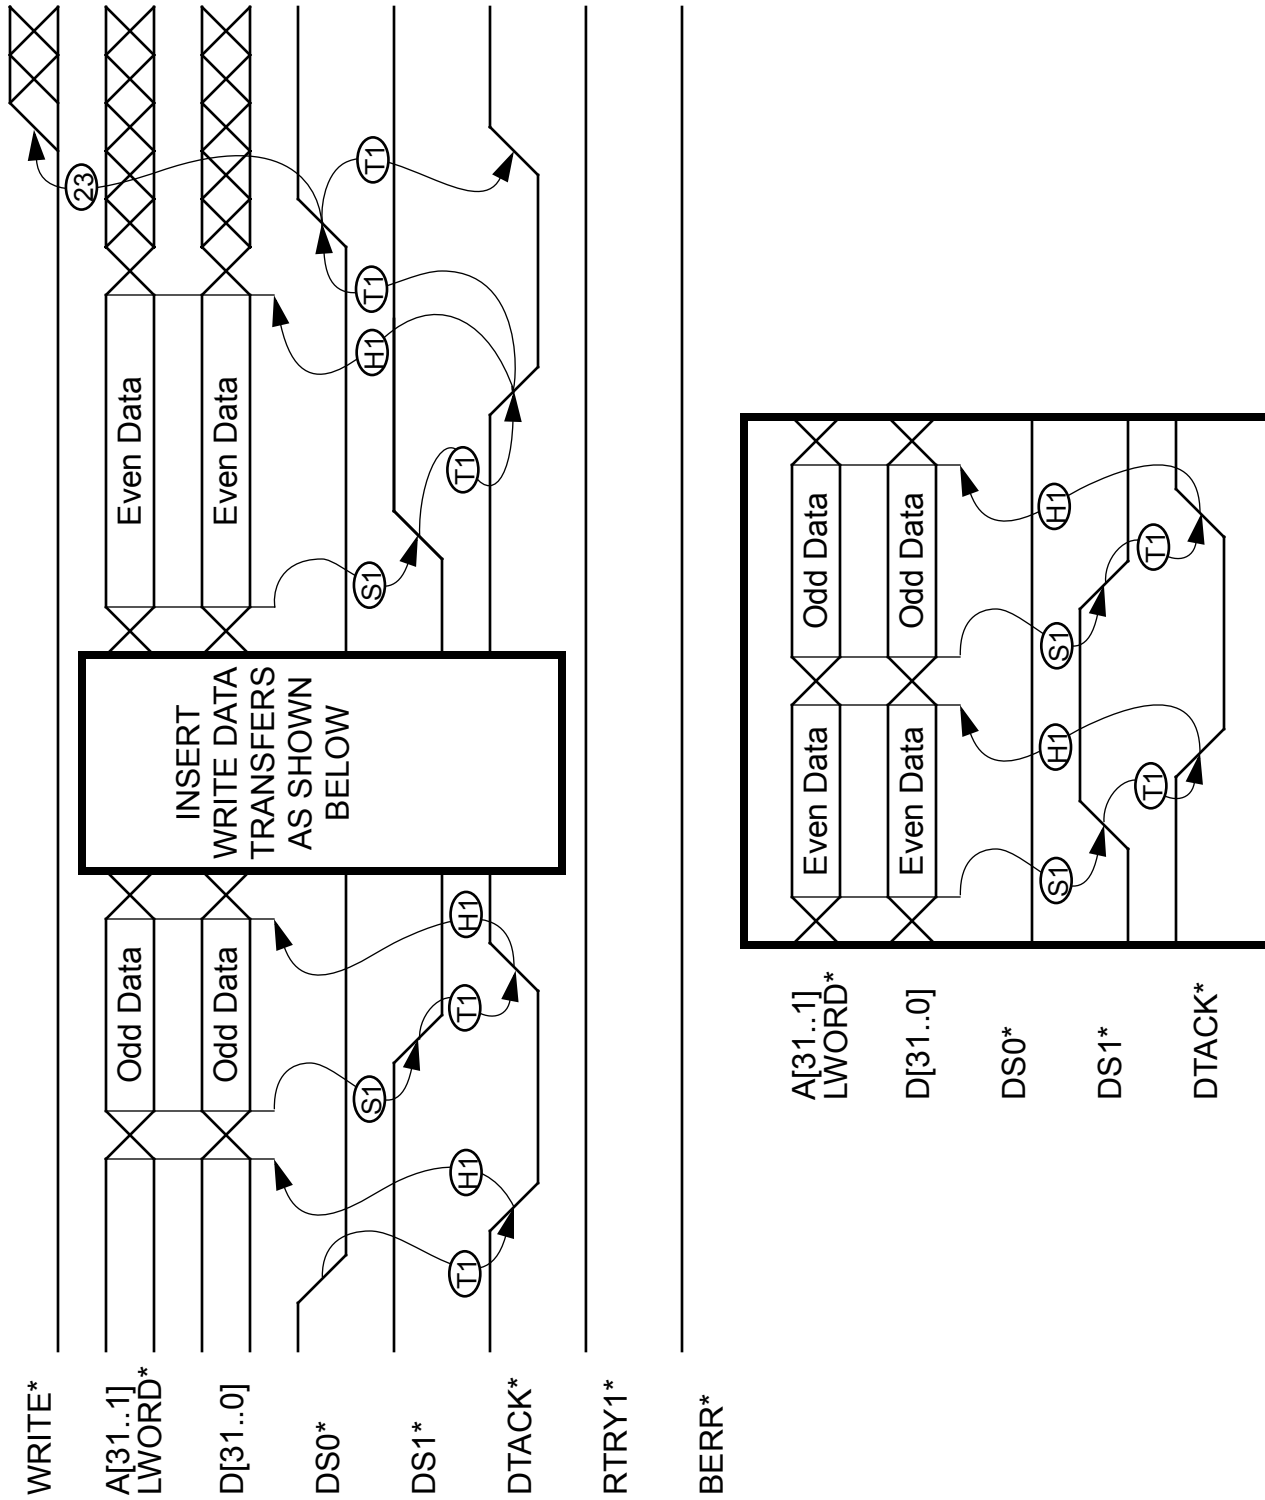 WRITE*
23
A[31..1]
LWORD*
Odd Data
Even Data
D[31..0]
Odd Data
Even Data
INSERT
WRITE DATA
TRANSFERS
AS SHOWN
BELOW
DS0*
S1
S1
H1
T1
T1
DS1*
T1
H1
T1
H1
T1
DTACK*
RTRY1*
BERR*
A[31..1]
LWORD*
Even Data
Odd Data
D[31..0]
Even Data
Odd Data
DS0*
S1
H1
S1
H1
DS1*
T1
T1
DTACK*